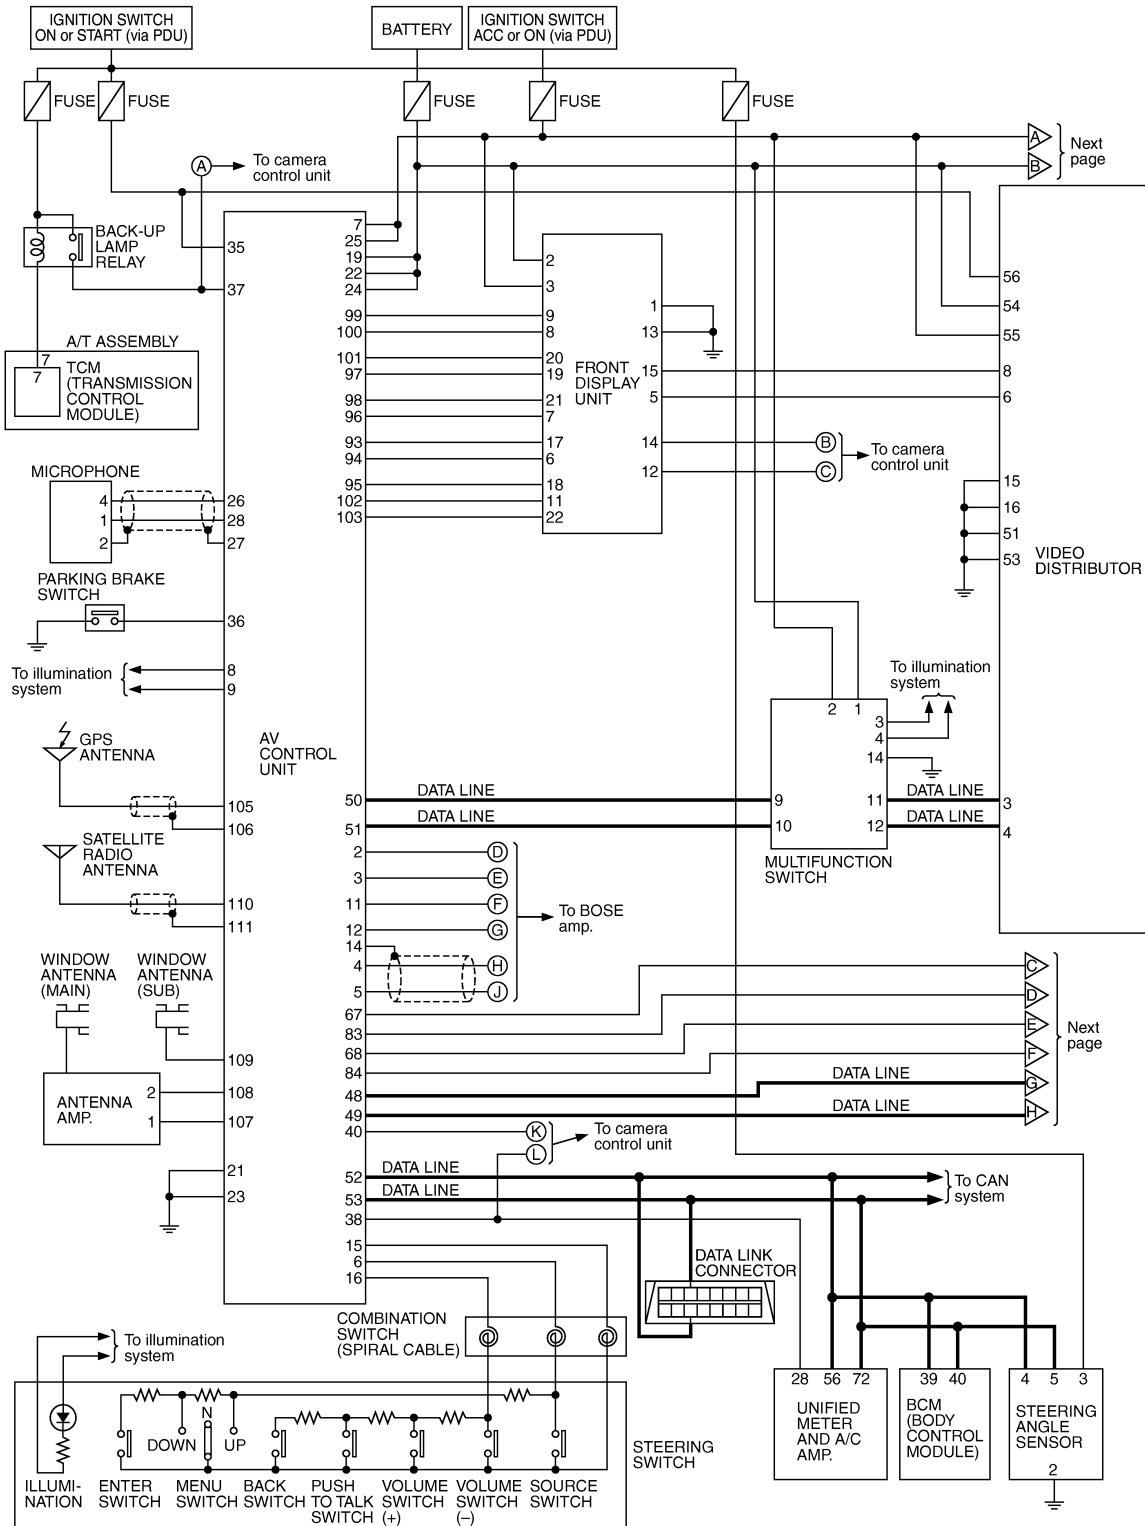 IGNITION SWITCH
ON or START (via PDU)
BATTERY
IGNITION SWITCH
ACC or ON (via PDU)
FUSE
FUSE
FUSE
FUSE
FUSE
A
B
Next
page
A
To camera
control unit
BACK-UP
LAMP
RELAY
35
37
7
25
19
22
24
99
100
101
97
98
96
93
94
95
102
103
2
3
9
8
20
19
21
7
17
6
18
11
22
FRONT
DISPLAY
UNIT
1
13
15
5
14
12
B
C
To camera
control unit
56
54
55
8
6
15
16
51
53
VIDEO
DISTRIBUTOR
A/T ASSEMBLY
7
7
TCM
(TRANSMISSION
CONTROL
MODULE)
MICROPHONE
4
1
2
26
28
27
PARKING BRAKE
SWITCH
36
To illumination
system
8
9
GPS
ANTENNA
AV
CONTROL
UNIT
105
106
SATELLITE
RADIO
ANTENNA
110
111
To illumination
system
2
1
3
4
14
50
DATA LINE
9
11
DATA LINE
3
51
DATA LINE
10
12
DATA LINE
4
MULTIFUNCTION
SWITCH
2
D
3
E
11
F
12
G
14
4
H
5
J
To BOSE
amp.
WINDOW
ANTENNA
(MAIN)
WINDOW
ANTENNA
(SUB)
109
ANTENNA
AMP.
2
1
108
107
21
23
67
83
68
84
48
49
DATA LINE
DATA LINE
C
D
E
F
G
H
Next
page
40
K
L
To camera
control unit
52
DATA LINE
53
DATA LINE
To CAN
system
38
15
6
16
DATA LINK
CONNECTOR
COMBINATION
SWITCH
(SPIRAL CABLE)
To illumination
system
28
56
72
UNIFIED
METER
AND A/C
AMP.
39
40
BCM
(BODY
CONTROL
MODULE)
4
5
3
STEERING
ANGLE
SENSOR
2
N
DOWN
UP
STEERING
SWITCH
ILLUMI-
NATION
ENTER
SWITCH
MENU
SWITCH
BACK
SWITCH
PUSH
TO TALK
SWITCH
VOLUME
SWITCH
(+)
VOLUME
SWITCH
(–)
SOURCE
SWITCH